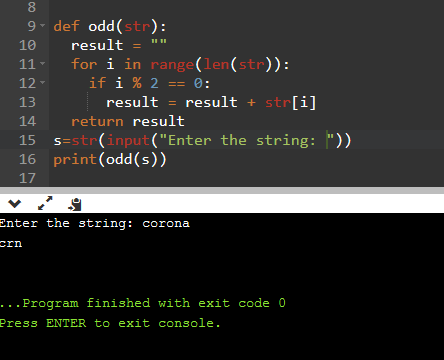 8
9 def odd(str):
10   result = ""
11   for i in range(len(str)):
12     if i % 2 == 0:
13       result = result + str[i]
14   return result
15 s=str(input("Enter the string: "))
16 print(odd(s))
17
Enter the string: corona
crn
...Program finished with exit code 0
Press ENTER to exit console.